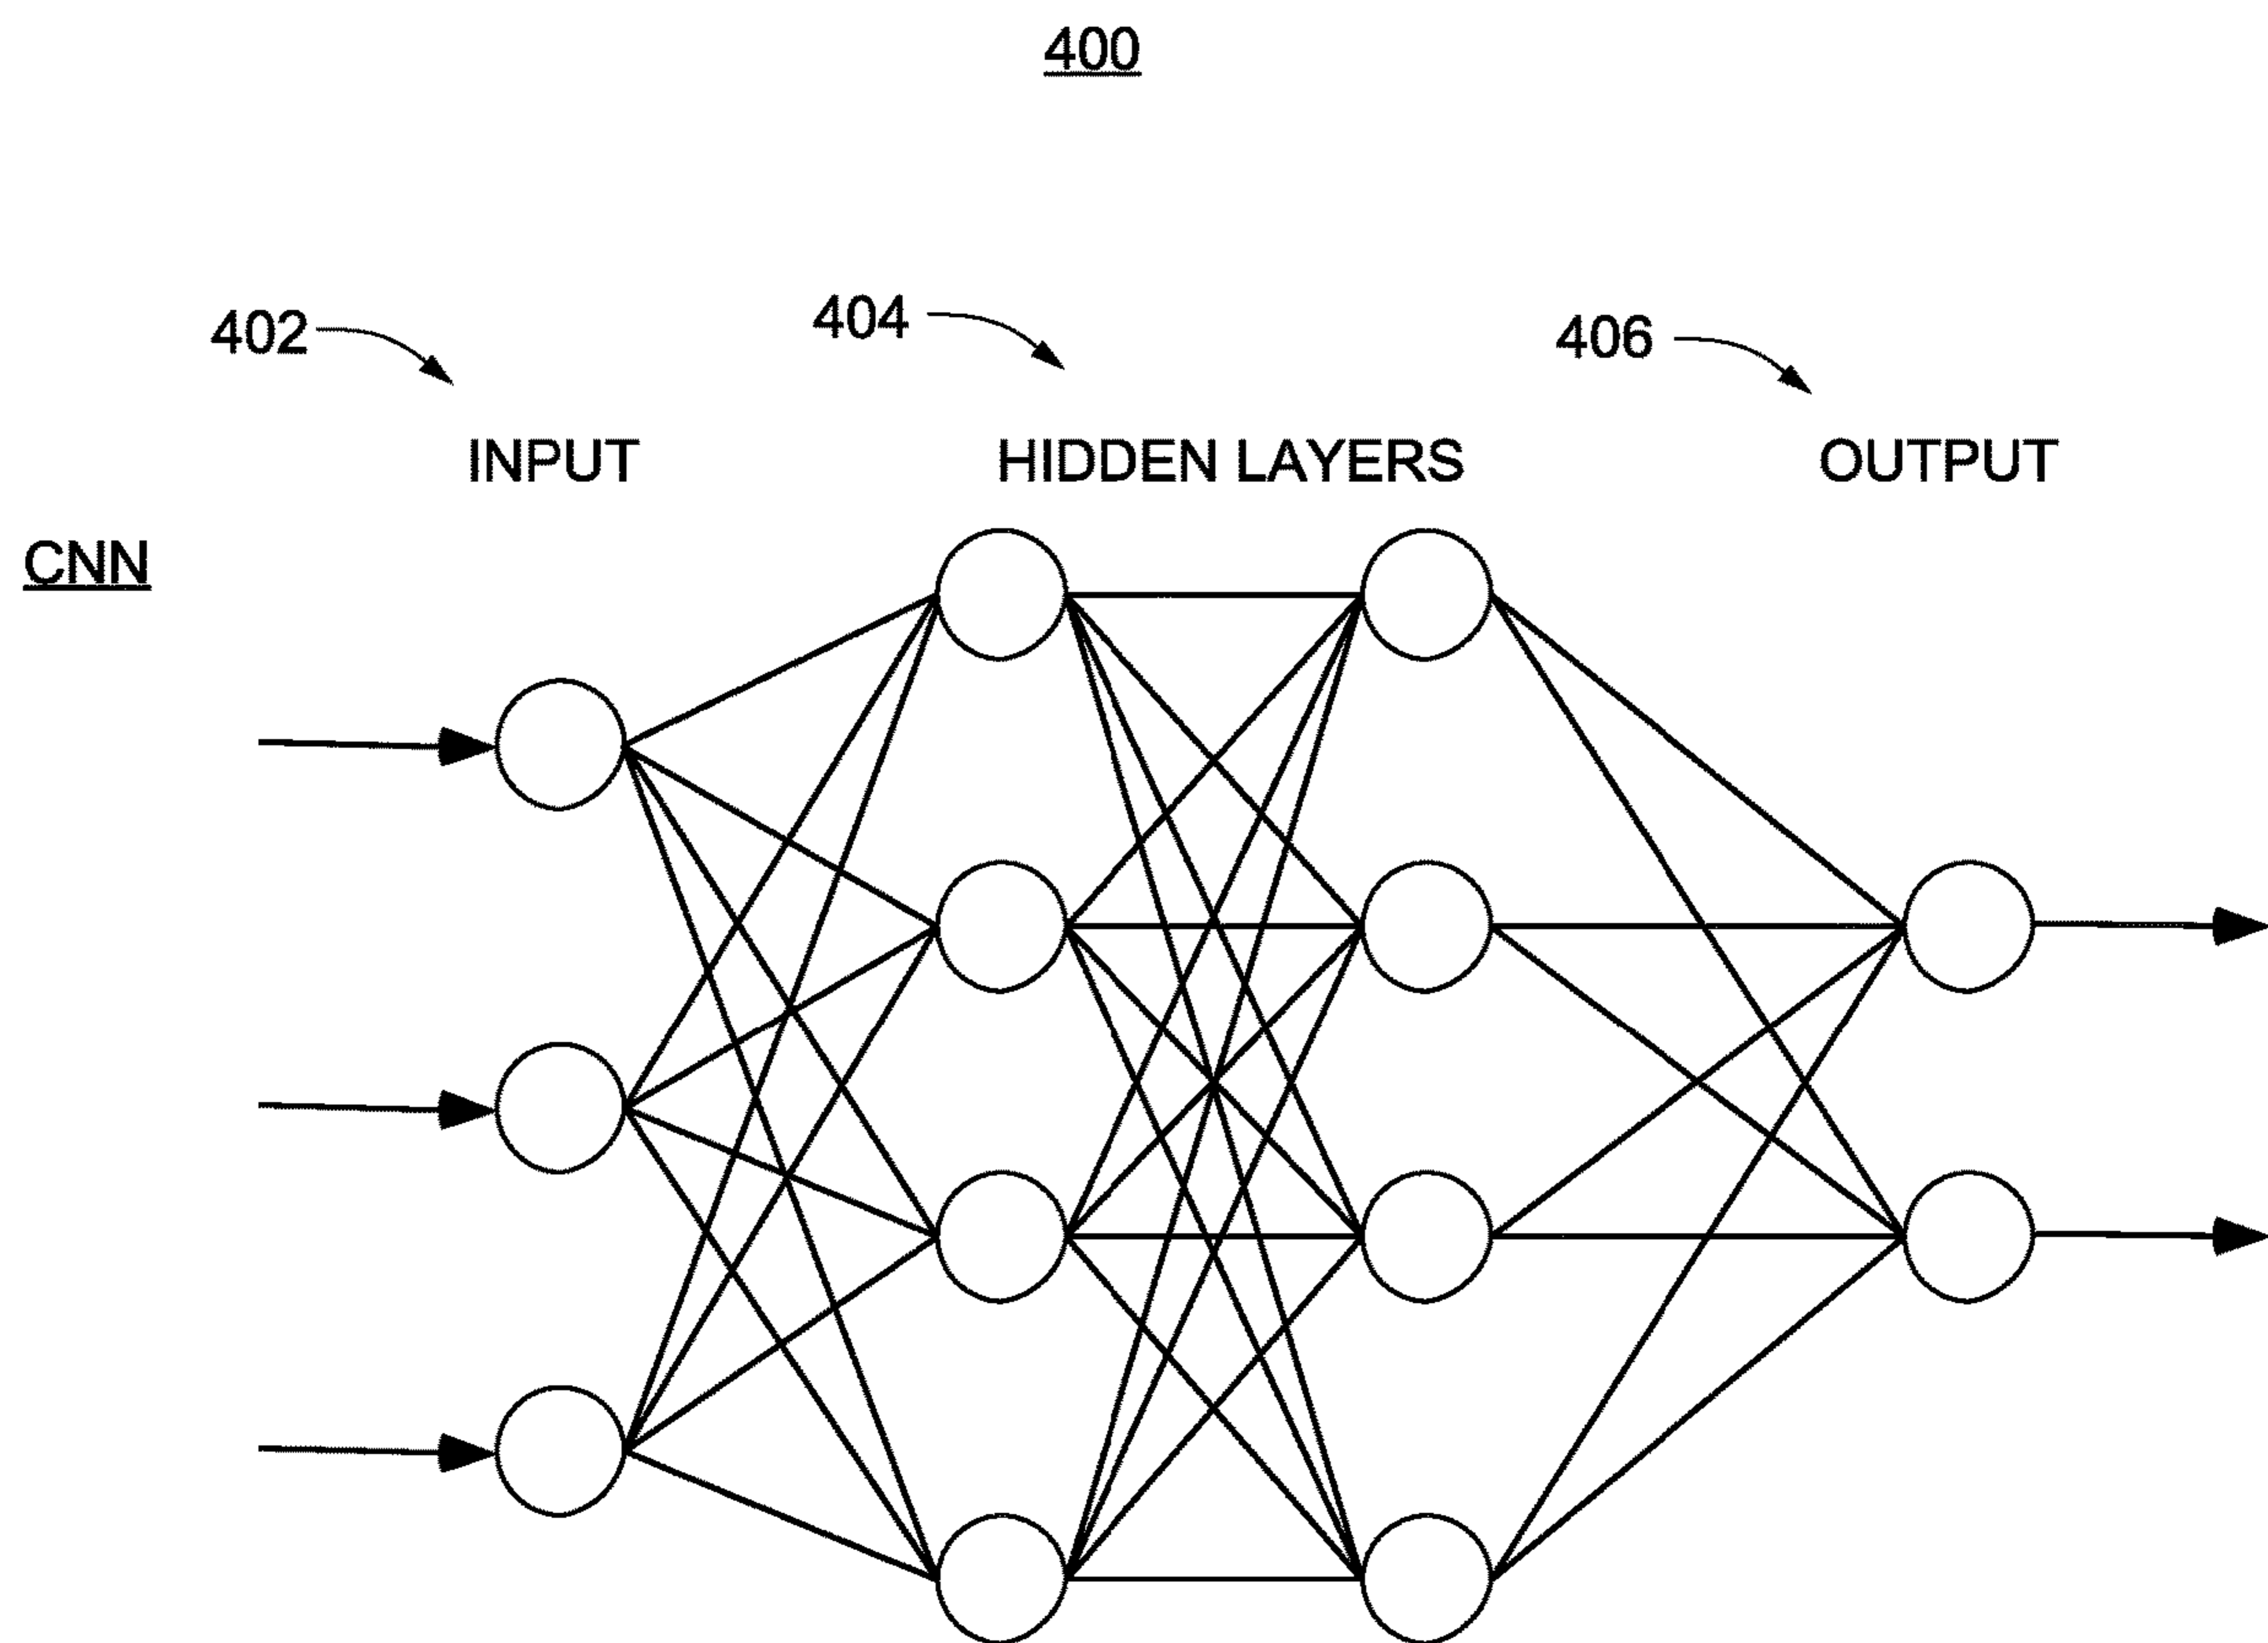 400
402
404
406
INPUT
HIDDEN LAYERS
OUTPUT
CNN